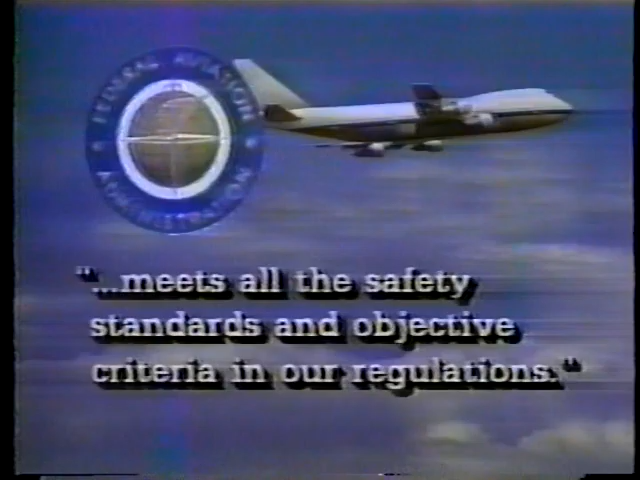 FEDERAL AVIATION
ADMINISTRATION
"...meets all the safety
standards and objective
criteria in our regulations."